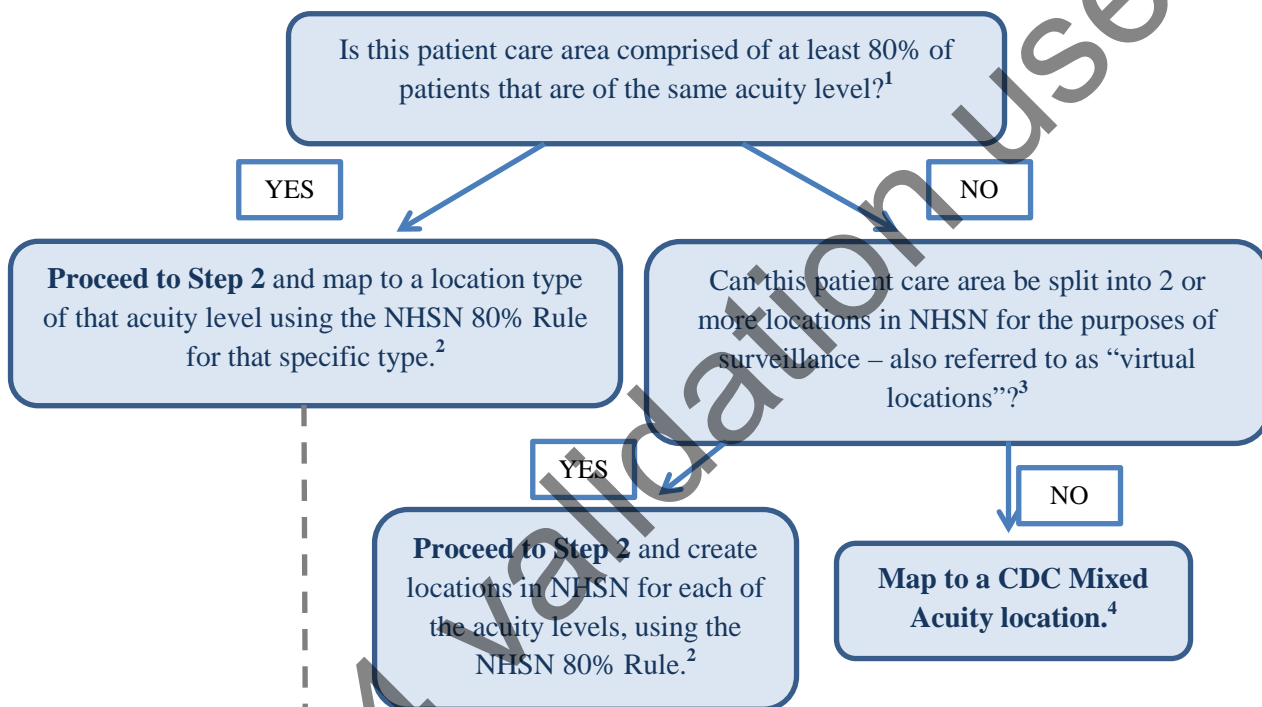 Is this patient care area comprised of at least 80% of
patients that are of the same acuity level?¹
YES
NO
Proceed to Step 2 and map to a location type
of that acuity level using the NHSN 80% Rule
for that specific type.²
Can this patient care area be split into 2 or
more locations in NHSN for the purposes of
surveillance – also referred to as “virtual
locations”?³
YES
NO
Proceed to Step 2 and create
locations in NHSN for each of
the acuity levels, using the
NHSN 80% Rule.²
Map to a CDC Mixed
Acuity location.⁴
4 validation use